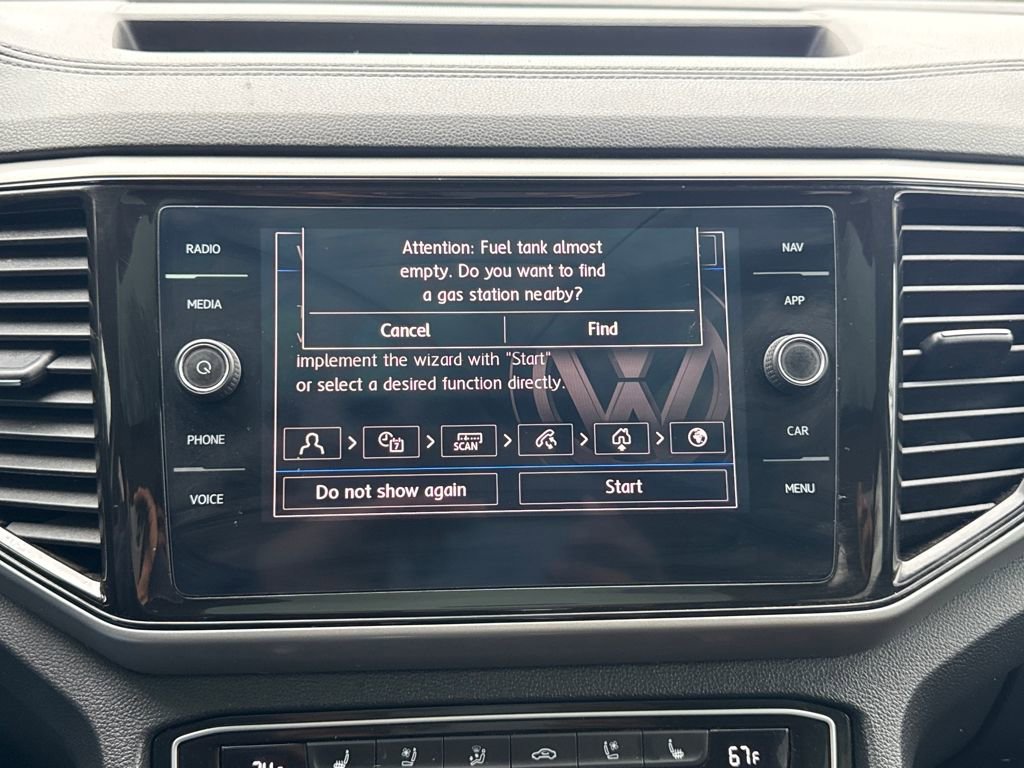 RADIO
MEDIA
PHONE
VOICE
Attention: Fuel tank almost
empty. Do you want to find
a gas station nearby?
Cancel
Find
implement the wizard with "Start"
or select a desired function directly.
7
SCAN
Do not show again
Start
NAV
APP
CAR
MENU
67F